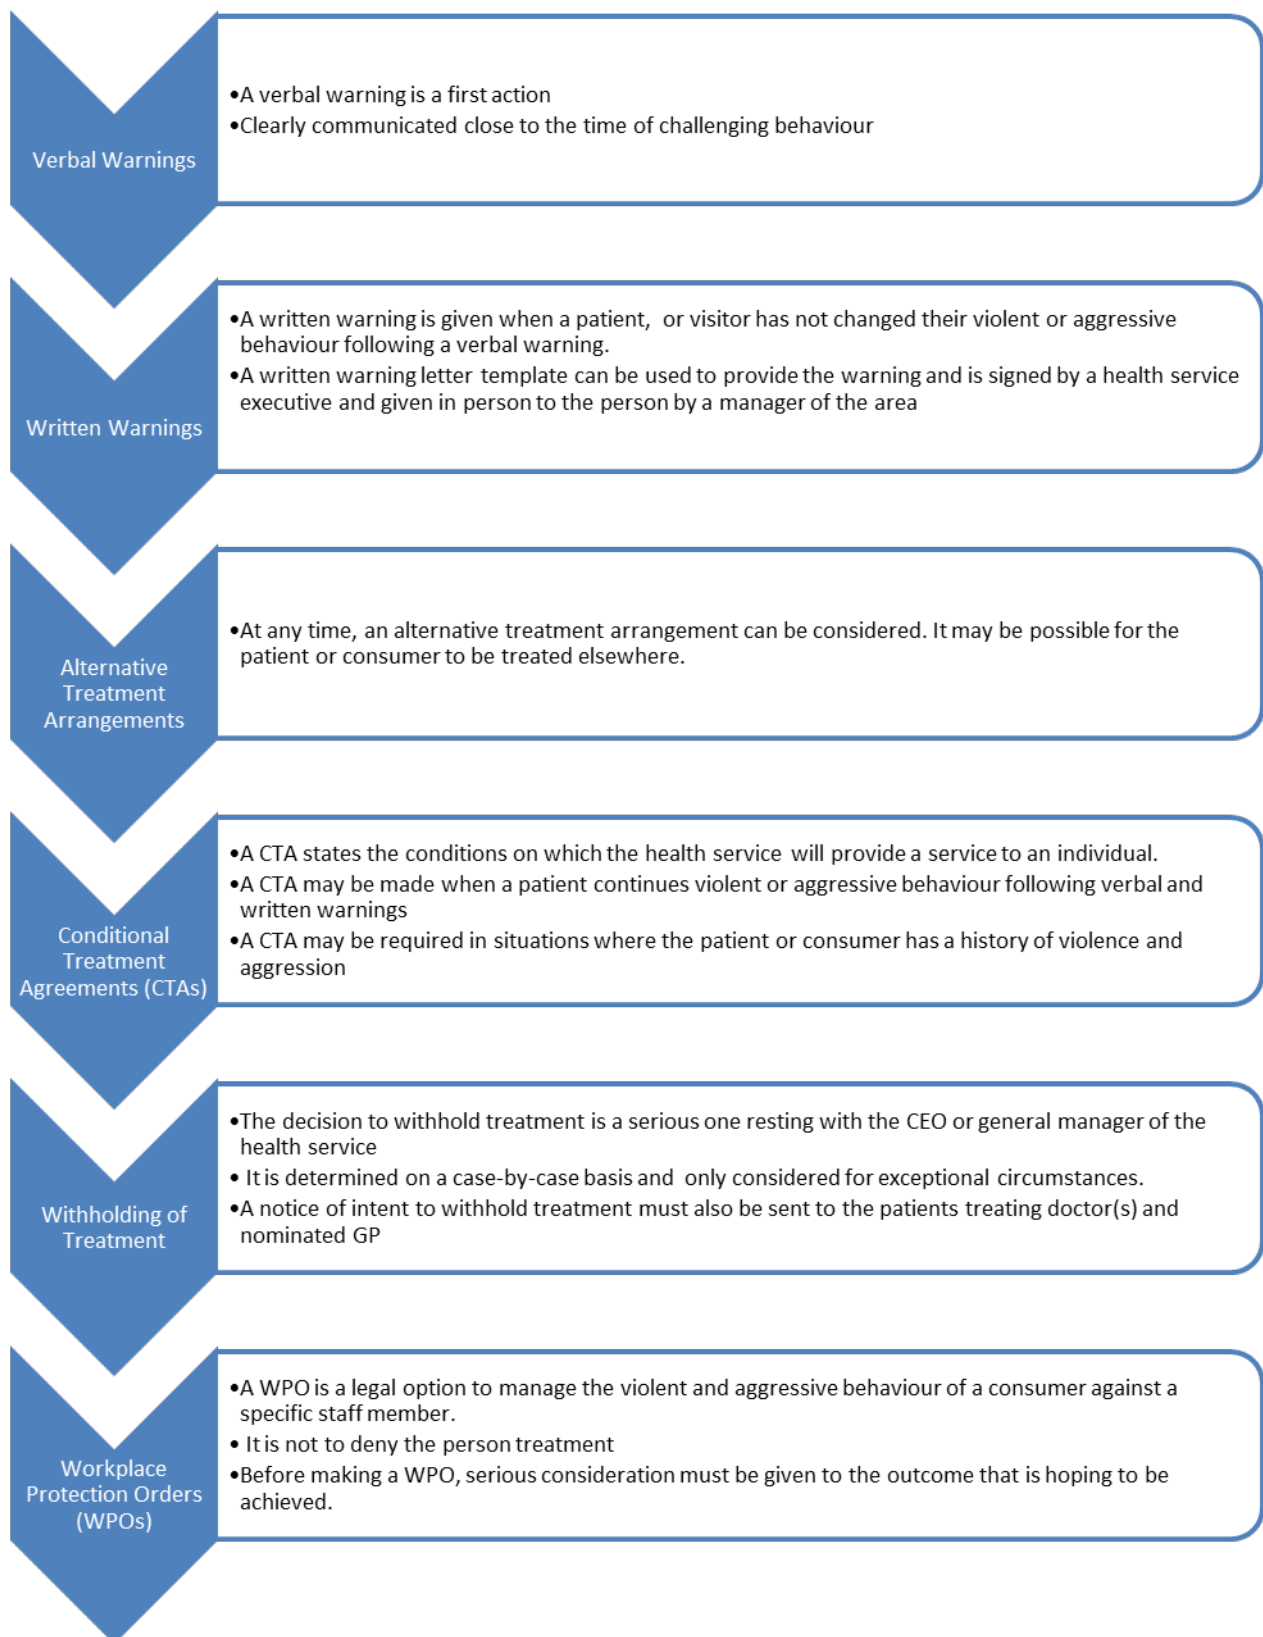 Verbal Warnings
•A verbal warning is a first action
•Clearly communicated close to the time of challenging behaviour
Written Warnings
•A written warning is given when a patient,  or visitor has not changed their violent or aggressive
behaviour following a verbal warning.
•A written warning letter template can be used to provide the warning and is signed by a health service
executive and given in person to the person by a manager of the area
Alternative
Treatment
Arrangements
•At any time, an alternative treatment arrangement can be considered. It may be possible for the
patient or consumer to be treated elsewhere.
Conditional
Treatment
Agreements (CTAs)
•A CTA states the conditions on which the health service will provide a service to an individual.
•A CTA may be made when a patient continues violent or aggressive behaviour following verbal and
written warnings
•A CTA may be required in situations where the patient or consumer has a history of violence and
aggression
Withholding of
Treatment
•The decision to withhold treatment is a serious one resting with the CEO or general manager of the
health service
• It is determined on a case-by-case basis and  only considered for exceptional circumstances.
•A notice of intent to withhold treatment must also be sent to the patients treating doctor(s) and
nominated GP
Workplace
Protection Orders
(WPOs)
•A WPO is a legal option to manage the violent and aggressive behaviour of a consumer against a
specific staff member.
• It is not to deny the person treatment
•Before making a WPO, serious consideration must be given to the outcome that is hoping to be
achieved.